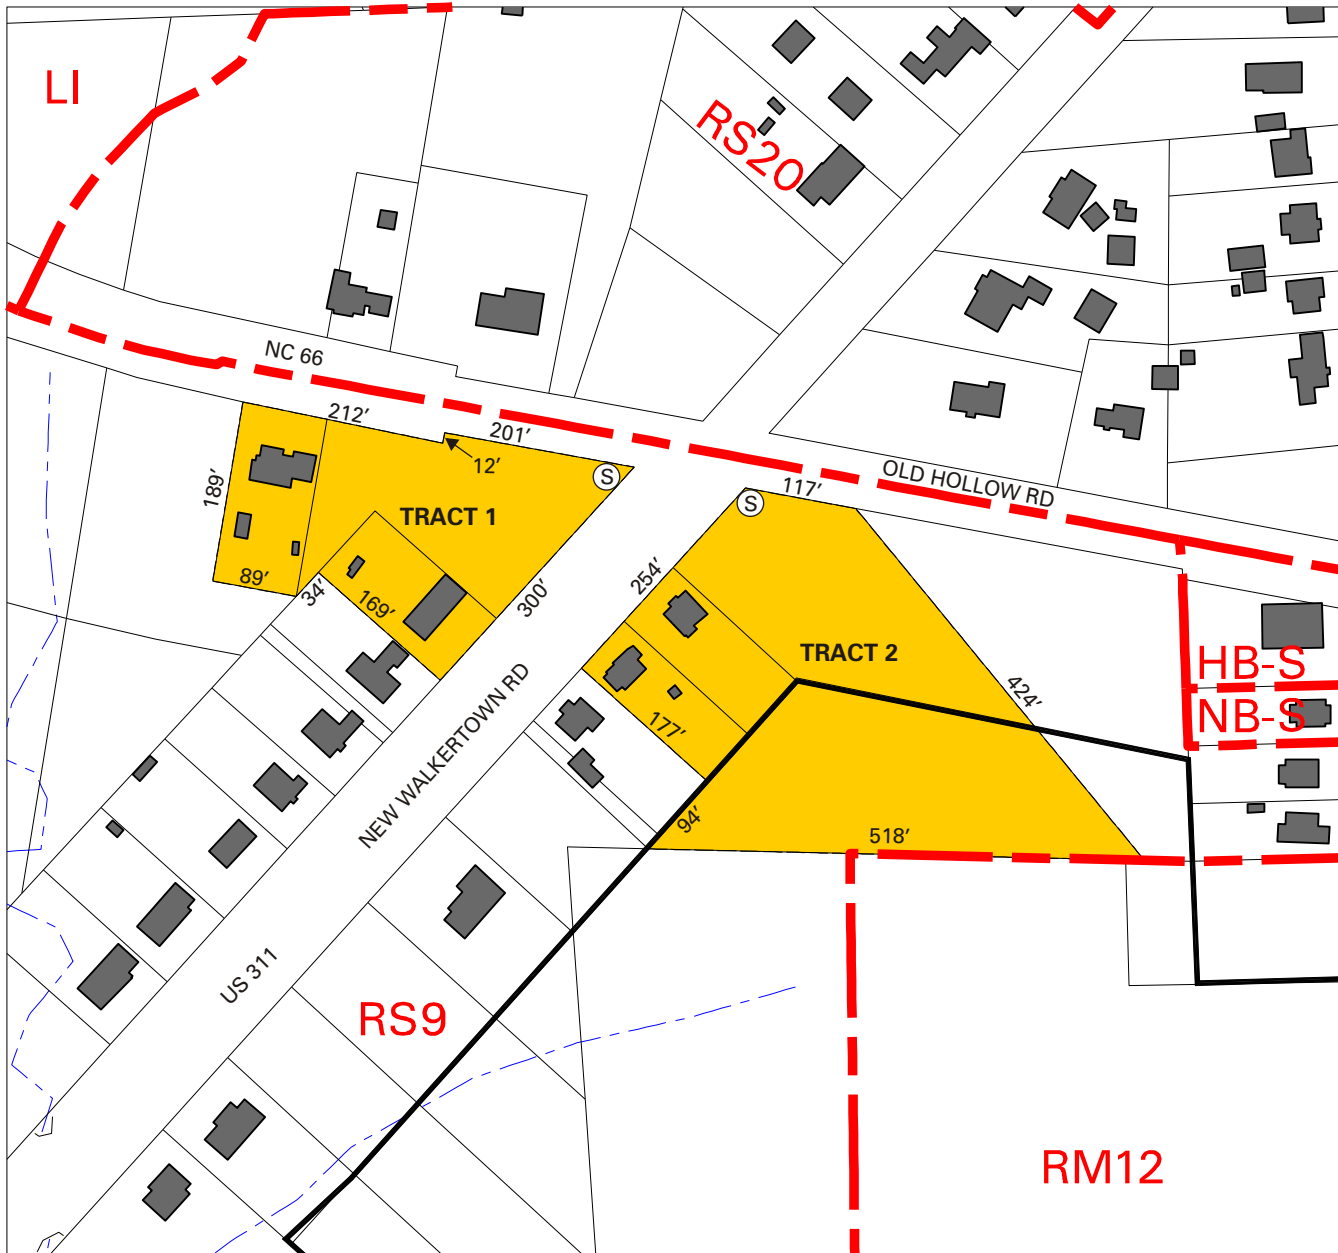 LI
RS20
NC 66
212'
201'
12'
S
189'
TRACT 1
89'
34'
169'
300'
117'
S
OLD HOLLOW RD
254'
TRACT 2
424'
177'
94'
518'
HB-S
NB-S
NEW WALKERTOWN RD
US 311
RS9
RM12